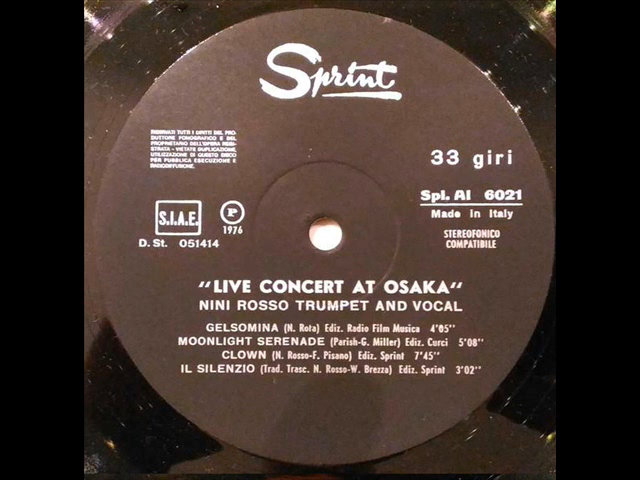 Sprint
RISERVATI TUTTI I DIRITTI DEL PRO-
DUTTORE FONOGRAFICO E DEL
PROPRIETARIO DELL'OPERA REGI-
STRATA - VIETATE DUPLICAZIONE,
UTILIZZAZIONE DI QUESTO DISCO
PER PUBBLICA ESECUZIONE E
RADIODIFFUSIONE.
33 giri
Spl. Al 6021
Made in Italy
STEREOFONICO
COMPATIBILE
S.I.A.E.
P
1976
D. St. 051414
"LIVE CONCERT AT OSAKA"
NINI ROSSO TRUMPET AND VOCAL
GELSOMINA (N. Rota) Ediz. Radio Film Musica 4'05''
MOONLIGHT SERENADE (Parish-G. Miller) Ediz. Curci 5'08''
CLOWN (N. Rosso-F. Pisano) Ediz. Sprint 7'45''
IL SILENZIO (Trad. Trasc. N. Rosso-W. Brezza) Ediz. Sprint 3'02''